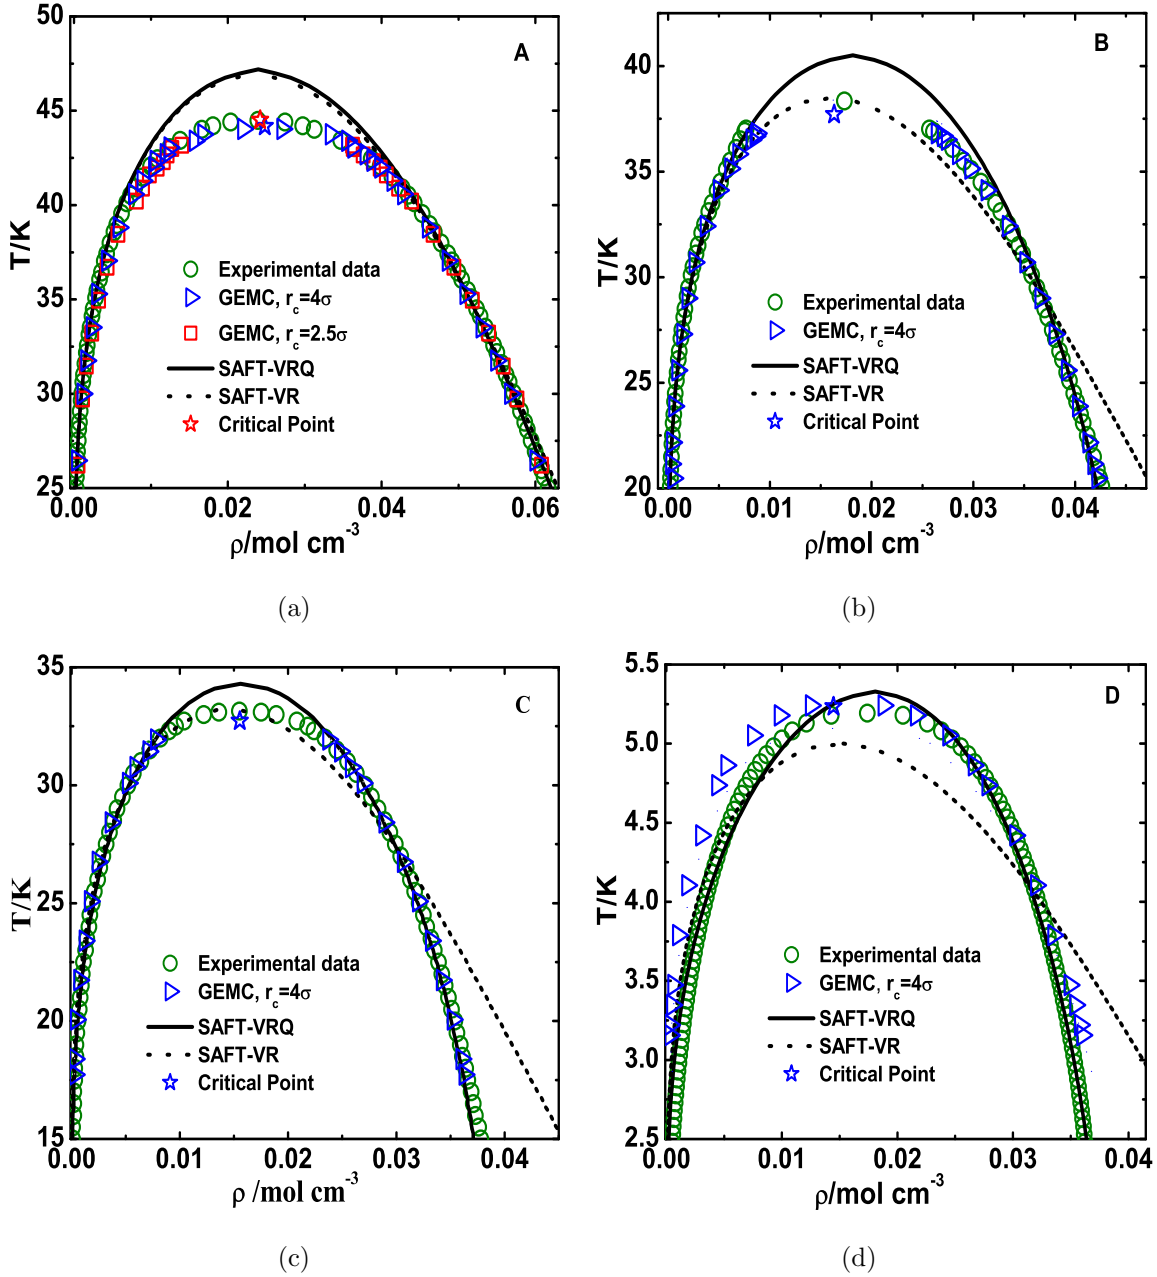 A
T/K
50
45
40
35
30
25
Experimental data
GEMC, r_c=4σ
GEMC, r_c=2.5σ
SAFT-VRQ
SAFT-VR
Critical Point
0.00 0.02 0.04 0.06
ρ/mol cm⁻³
(a)
B
T/K
40
35
30
25
20
Experimental data
GEMC, r_c=4σ
SAFT-VRQ
SAFT-VR
Critical Point
0.00 0.01 0.02 0.03 0.04
ρ/mol cm⁻³
(b)
C
T/K
35
30
25
20
15
Experimental data
GEMC, r_c=4σ
SAFT-VRQ
SAFT-VR
Critical Point
0.00 0.01 0.02 0.03 0.04
ρ /mol cm⁻³
(c)
D
T/K
5.5
5.0
4.5
4.0
3.5
3.0
2.5
Experimental data
GEMC, r_c=4σ
SAFT-VRQ
SAFT-VR
Critical Point
0.00 0.01 0.02 0.03 0.04
ρ/mol cm⁻³
(d)